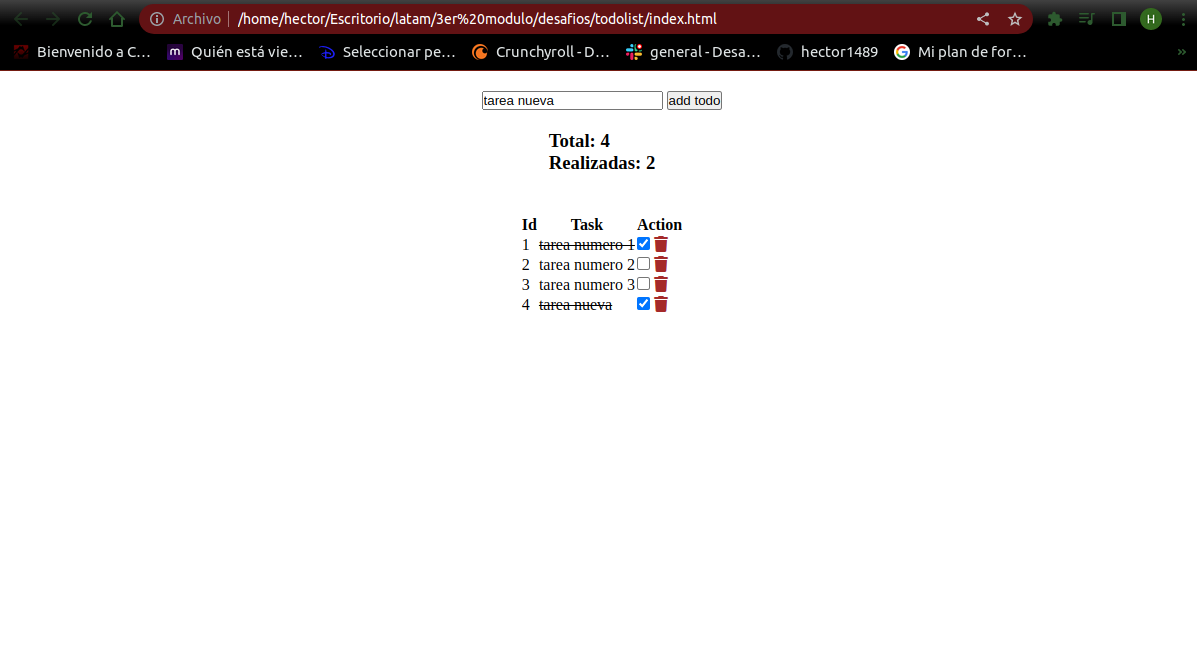 Archivo | /home/hector/Escritorio/latam/3er%20modulo/desafios/todolist/index.html H
Bienvenido a C... m Quién está vie... Seleccionar pe... Crunchyroll - D... general - Desa... hector1489 G Mi plan de for... »
tarea nueva add todo
Total: 4
Realizadas: 2
Id Task Action
1 tarea numero 1
2 tarea numero 2
3 tarea numero 3
4 tarea nueva